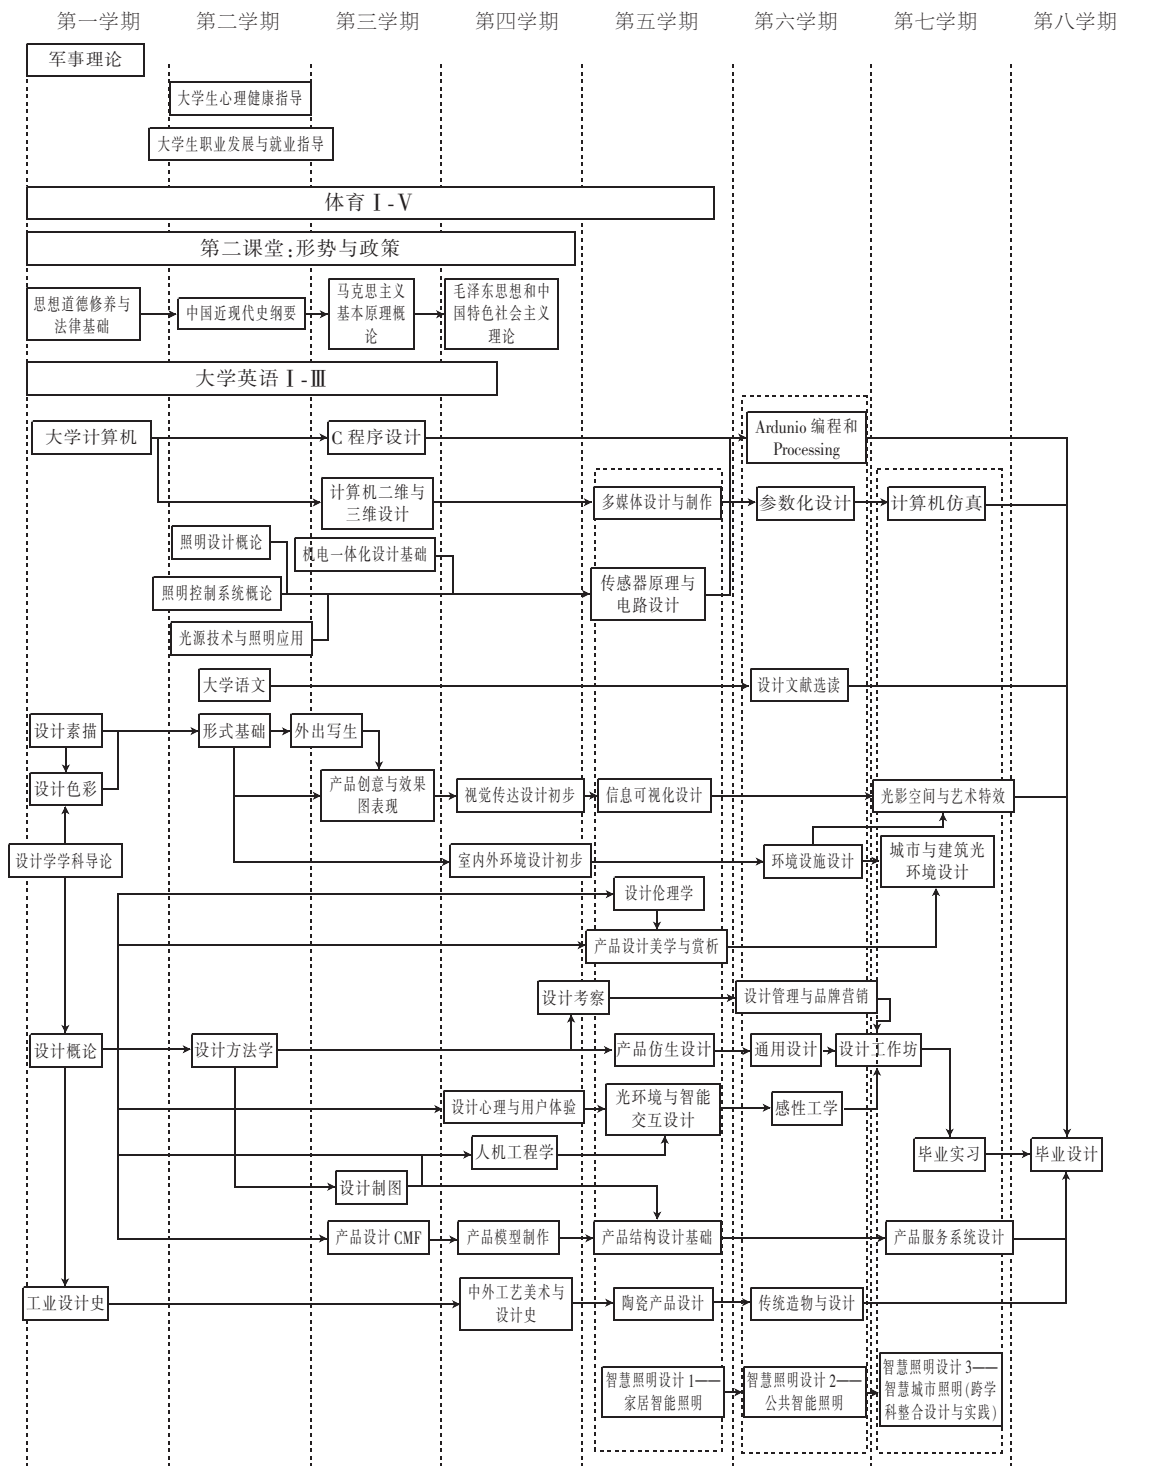 第一学期 第二学期 第三学期 第四学期 第五学期 第六学期 第七学期 第八学期
军事理论
大学生心理健康指导
大学生职业发展与就业指导
体育 Ⅰ-Ⅴ
第二课堂:形势与政策
思想道德修养与
法律基础
中国近现代史纲要
马克思主义
基本原理概
论
毛泽东思想和中
国特色社会主义
理论
大学英语 Ⅰ-Ⅲ
大学计算机
C 程序设计
Ardunio 编程和
Processing
计算机二维与
三维设计
多媒体设计与制作
参数化设计
计算机仿真
照明设计概论
机电一体化设计基础
照明控制系统概论
传感器原理与
电路设计
光源技术与照明应用
大学语文
设计文献选读
设计素描
形式基础
外出写生
设计色彩
产品创意与效果
图表现
视觉传达设计初步
信息可视化设计
光影空间与艺术特效
设计学学科导论
室内外环境设计初步
环境设施设计
城市与建筑光
环境设计
设计伦理学
产品设计美学与赏析
设计考察
设计管理与品牌营销
设计概论
设计方法学
产品仿生设计
通用设计
设计工作坊
设计心理与用户体验
光环境与智能
交互设计
感性工学
人机工程学
毕业实习
毕业设计
设计制图
产品设计 CMF
产品模型制作
产品结构设计基础
产品服务系统设计
工业设计史
中外工艺美术与
设计史
陶瓷产品设计
传统造物与设计
智慧照明设计 1——
家居智能照明
智慧照明设计 2——
公共智能照明
智慧照明设计 3——
智慧城市照明(跨学
科整合设计与实践)